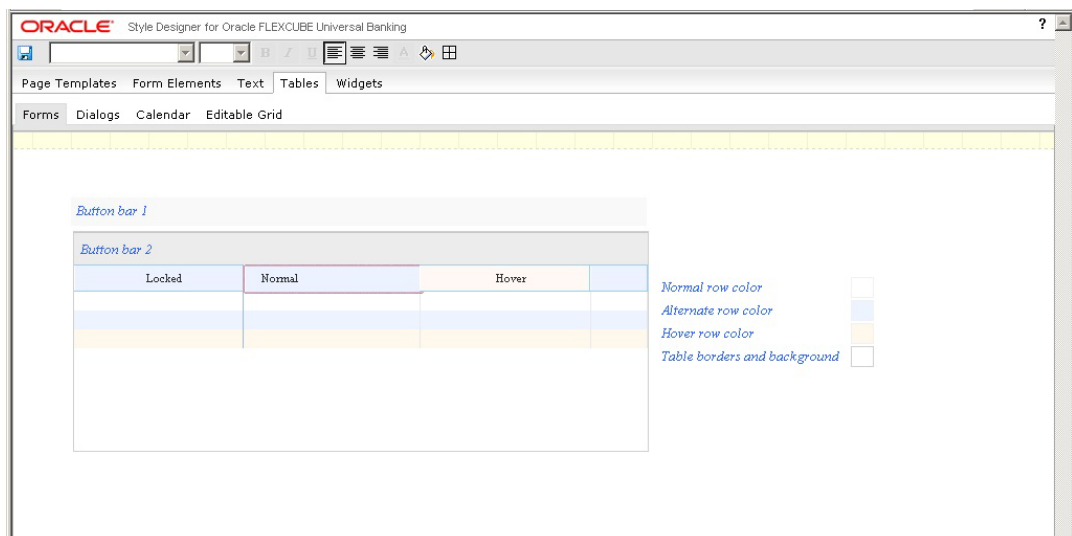 ORACLE® Style Designer for Oracle FLEXCUBE Universal Banking ?
B I U A
Page Templates Form Elements Text Tables Widgets
Forms Dialogs Calendar Editable Grid
Button bar 1
Button bar 2
Locked Normal Hover
Normal row color
Alternate row color
Hover row color
Table borders and background